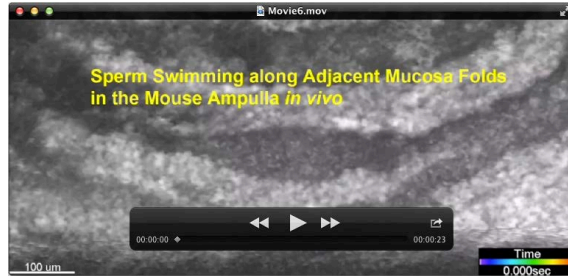 Movie6.mov
Sperm Swimming along Adjacent Mucosa Folds
in the Mouse Ampulla in vivo
00:00:00
00:00:23
100 um
Time
0.000sec